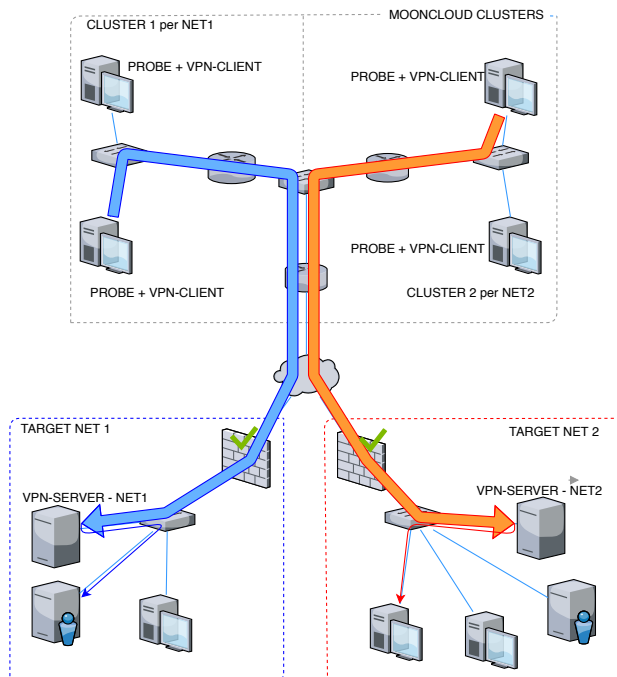 MOONCLOUD CLUSTERS
CLUSTER 1 per NET1
PROBE + VPN-CLIENT
PROBE + VPN-CLIENT
PROBE + VPN-CLIENT
PROBE + VPN-CLIENT
CLUSTER 2 per NET2
TARGET NET 1
TARGET NET 2
VPN-SERVER - NET1
VPN-SERVER - NET2